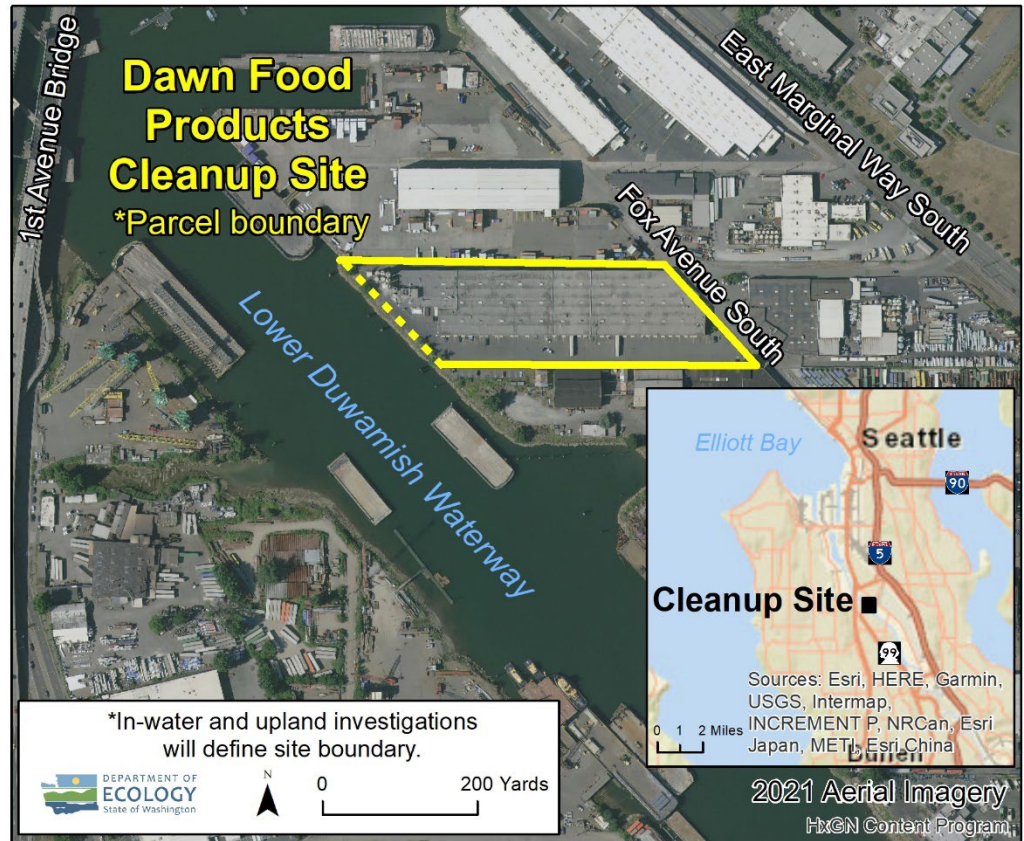 Dawn Food
Products
Cleanup Site
*Parcel boundary
1st Avenue Bridge
East Marginal Way South
Fox Avenue South
Lower Duwamish Waterway
Elliott Bay
Seattle
90
5
Cleanup Site
99
Sources: Esri, HERE, Garmin,
USGS, Intermap,
INCREMENT P, NRCan, Esri
Japan, METI, Esri China
Burien
0 1 2 Miles
*In-water and upland investigations
will define site boundary.
DEPARTMENT OF
ECOLOGY
State of Washington
N
0 200 Yards
2021 Aerial Imagery
HxGN Content Program